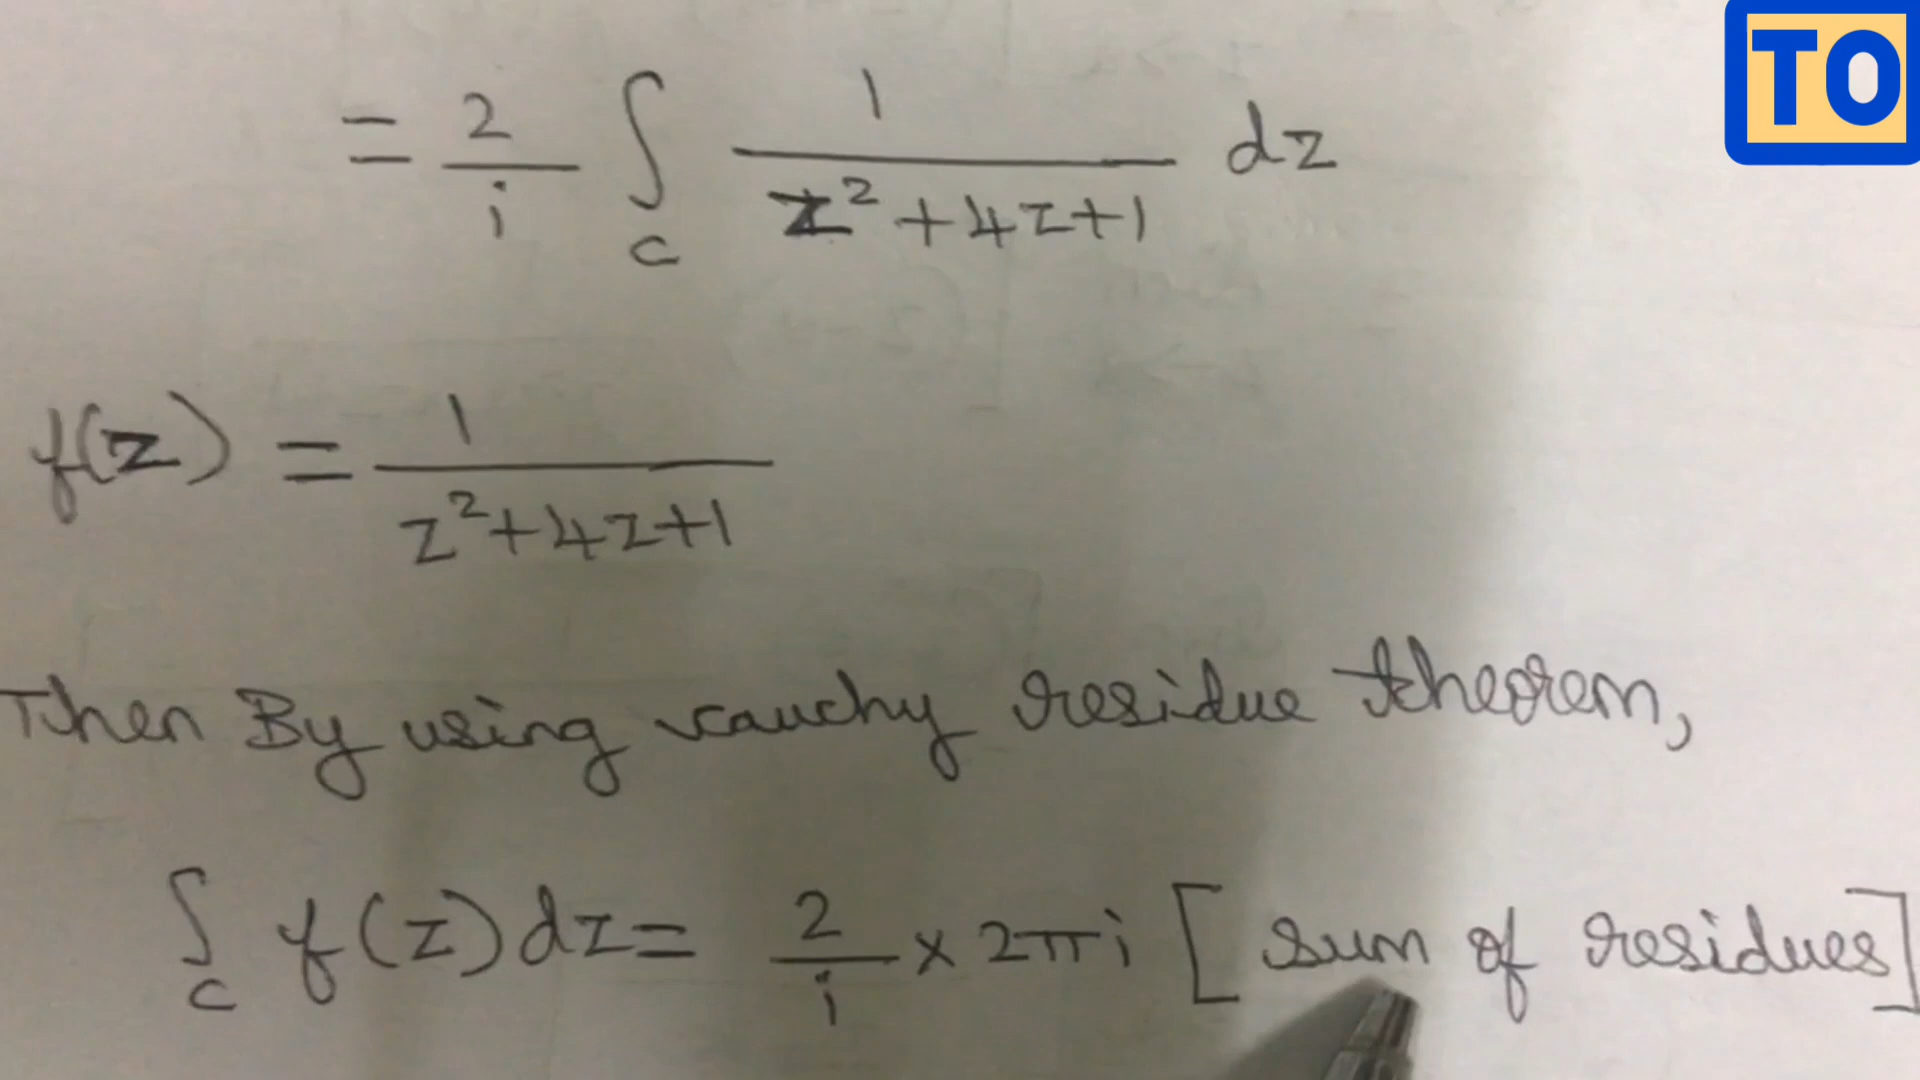 TO
= 2/i ∫_c 1/(z²+4z+1) dz
f(z) = 1/(z²+4z+1)
Then By using cauchy residue theorem,
∫_c f(z)dz = 2/i × 2πi [sum of residues]